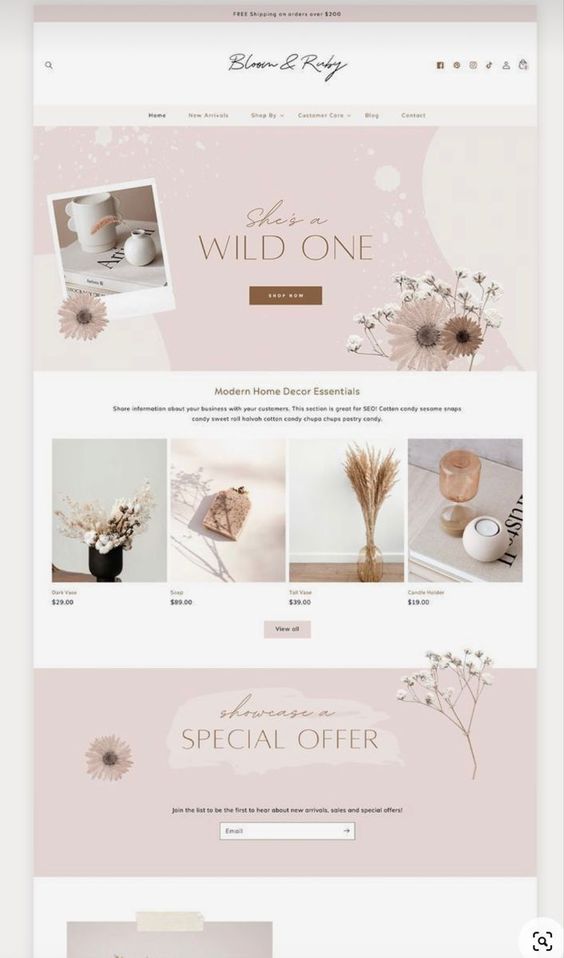 FREE Shipping on orders over $200
Bloom & Ruby
Home New Arrivals Shop By Customer Care Blog Contact
She's a
WILD ONE
SHOP NOW
Modern Home Decor Essentials
Share information about your business with your customers. This section is great for SEO! Cotton candy sesame snaps
candy sweet roll halvah cotton candy chupa chups pastry candy.
Dark Vase Soap Tall Vase Candle Holder
$29.00 $89.00 $39.00 $19.00
View all
showcase a
SPECIAL OFFER
Join the list to be the first to hear about new arrivals, sales and special offers!
Email